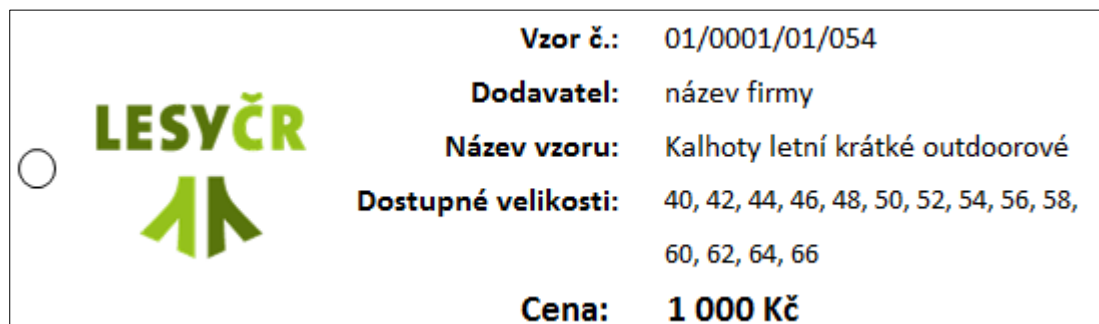 LESYČR
Vzor č.: 01/0001/01/054
Dodavatel: název firmy
Název vzoru: Kalhoty letní krátké outdoorové
Dostupné velikosti: 40, 42, 44, 46, 48, 50, 52, 54, 56, 58,
60, 62, 64, 66
Cena: 1 000 Kč